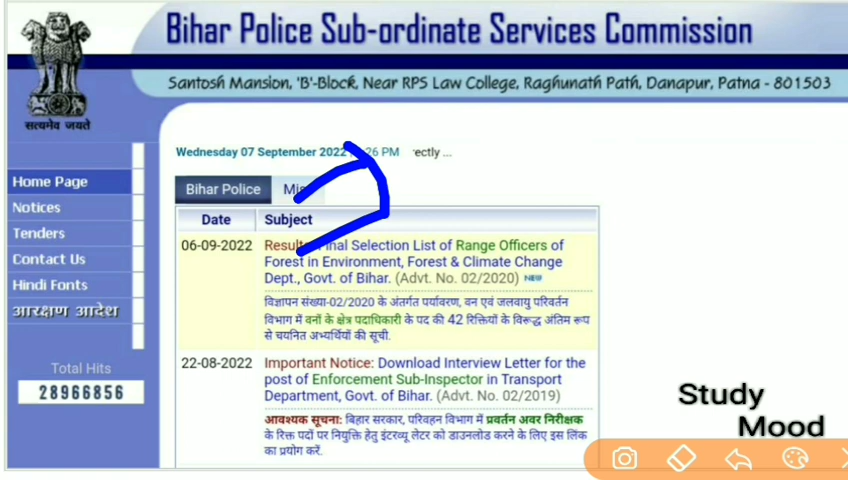 Bihar Police Sub-ordinate Services Commission
Santosh Mansion, 'B'-Block, Near RPS Law College, Raghunath Path, Danapur, Patna - 801503
सत्यमेव जयते
Wednesday 07 September 2022 26 PM ectly ...
Home Page
Notices
Tenders
Contact Us
Hindi Fonts
आरक्षण आदेश
Total Hits
28966856
Bihar Police
Date Subject
06-09-2022 Final Selection List of Range Officers of
Forest in Environment, Forest & Climate Change
Dept., Govt. of Bihar. (Advt. No. 02/2020) NEW
विज्ञापन संख्या-02/2020 के अंतर्गत पर्यावरण, वन एवं जलवायु परिवर्तन
विभाग में वनों के क्षेत्र पदाधिकारी के पद की 42 रिक्तियों के विरूद्ध अंतिम रूप
से चयनित अभ्यर्थियों की सूची.
22-08-2022 Important Notice: Download Interview Letter for the
post of Enforcement Sub-Inspector in Transport
Department, Govt. of Bihar. (Advt. No. 02/2019)
आवश्यक सूचना: बिहार सरकार, परिवहन विभाग में प्रवर्तन अवर निरीक्षक
के रिक्त पदों पर नियुक्ति हेतु इंटरव्यू लेटर को डाउनलोड करने के लिए इस लिंक
का प्रयोग करें.
Study
Mood